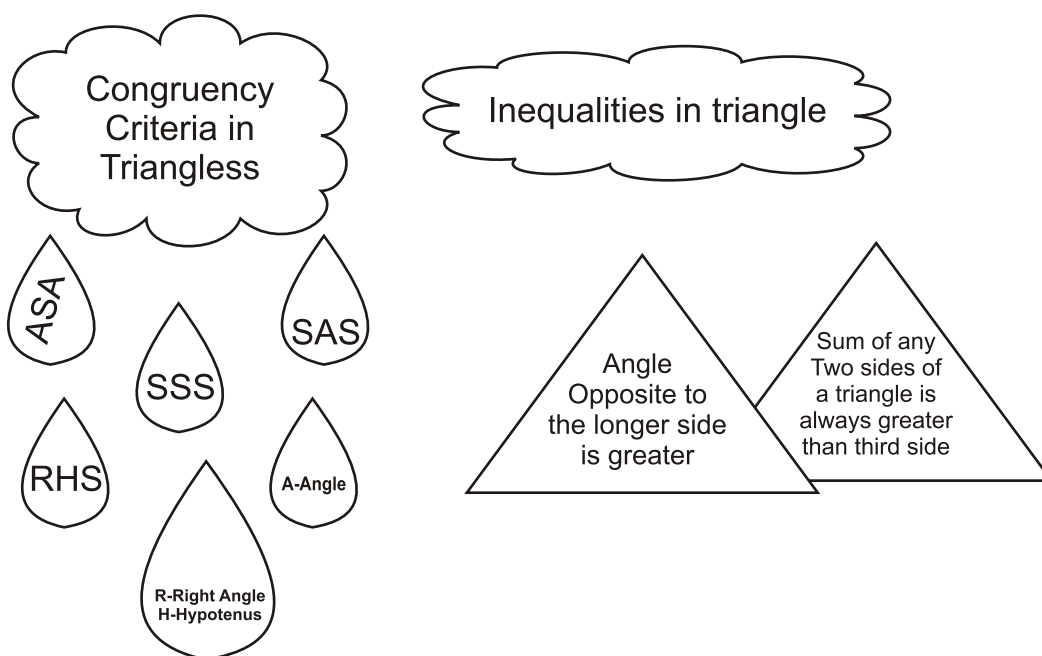 Congruency
Criteria in
Triangless
ASA
SAS
SSS
RHS
A-Angle
R-Right Angle
H-Hypotenus
Inequalities in triangle
Angle
Opposite to
the longer side
is greater
Sum of any
Two sides of
a triangle is
always greater
than third side